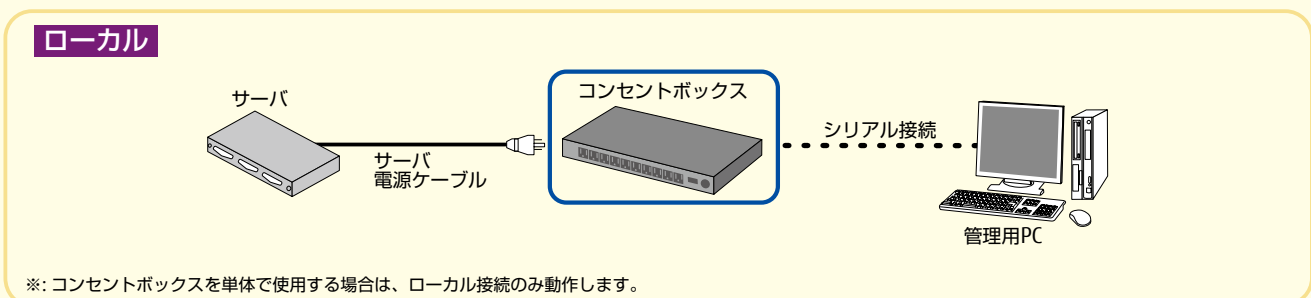 ローカル
サーバ
コンセントボックス
シリアル接続
サーバ
電源ケーブル
管理用PC
※: コンセントボックスを単体で使用する場合は、ローカル接続のみ動作します。